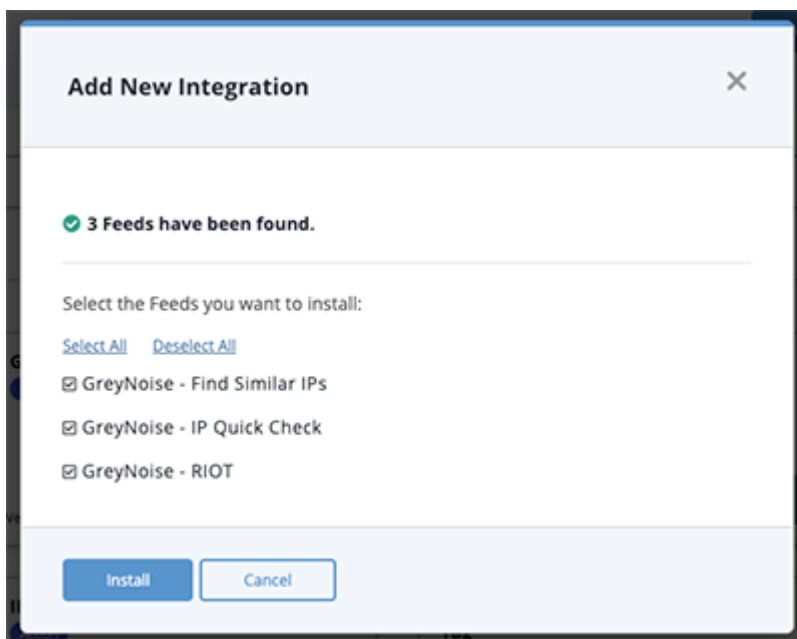 Add New Integration
3 Feeds have been found.
Select the Feeds you want to install:
Select All Deselect All
GreyNoise - Find Similar IPs
GreyNoise - IP Quick Check
GreyNoise - RIOT
Install Cancel